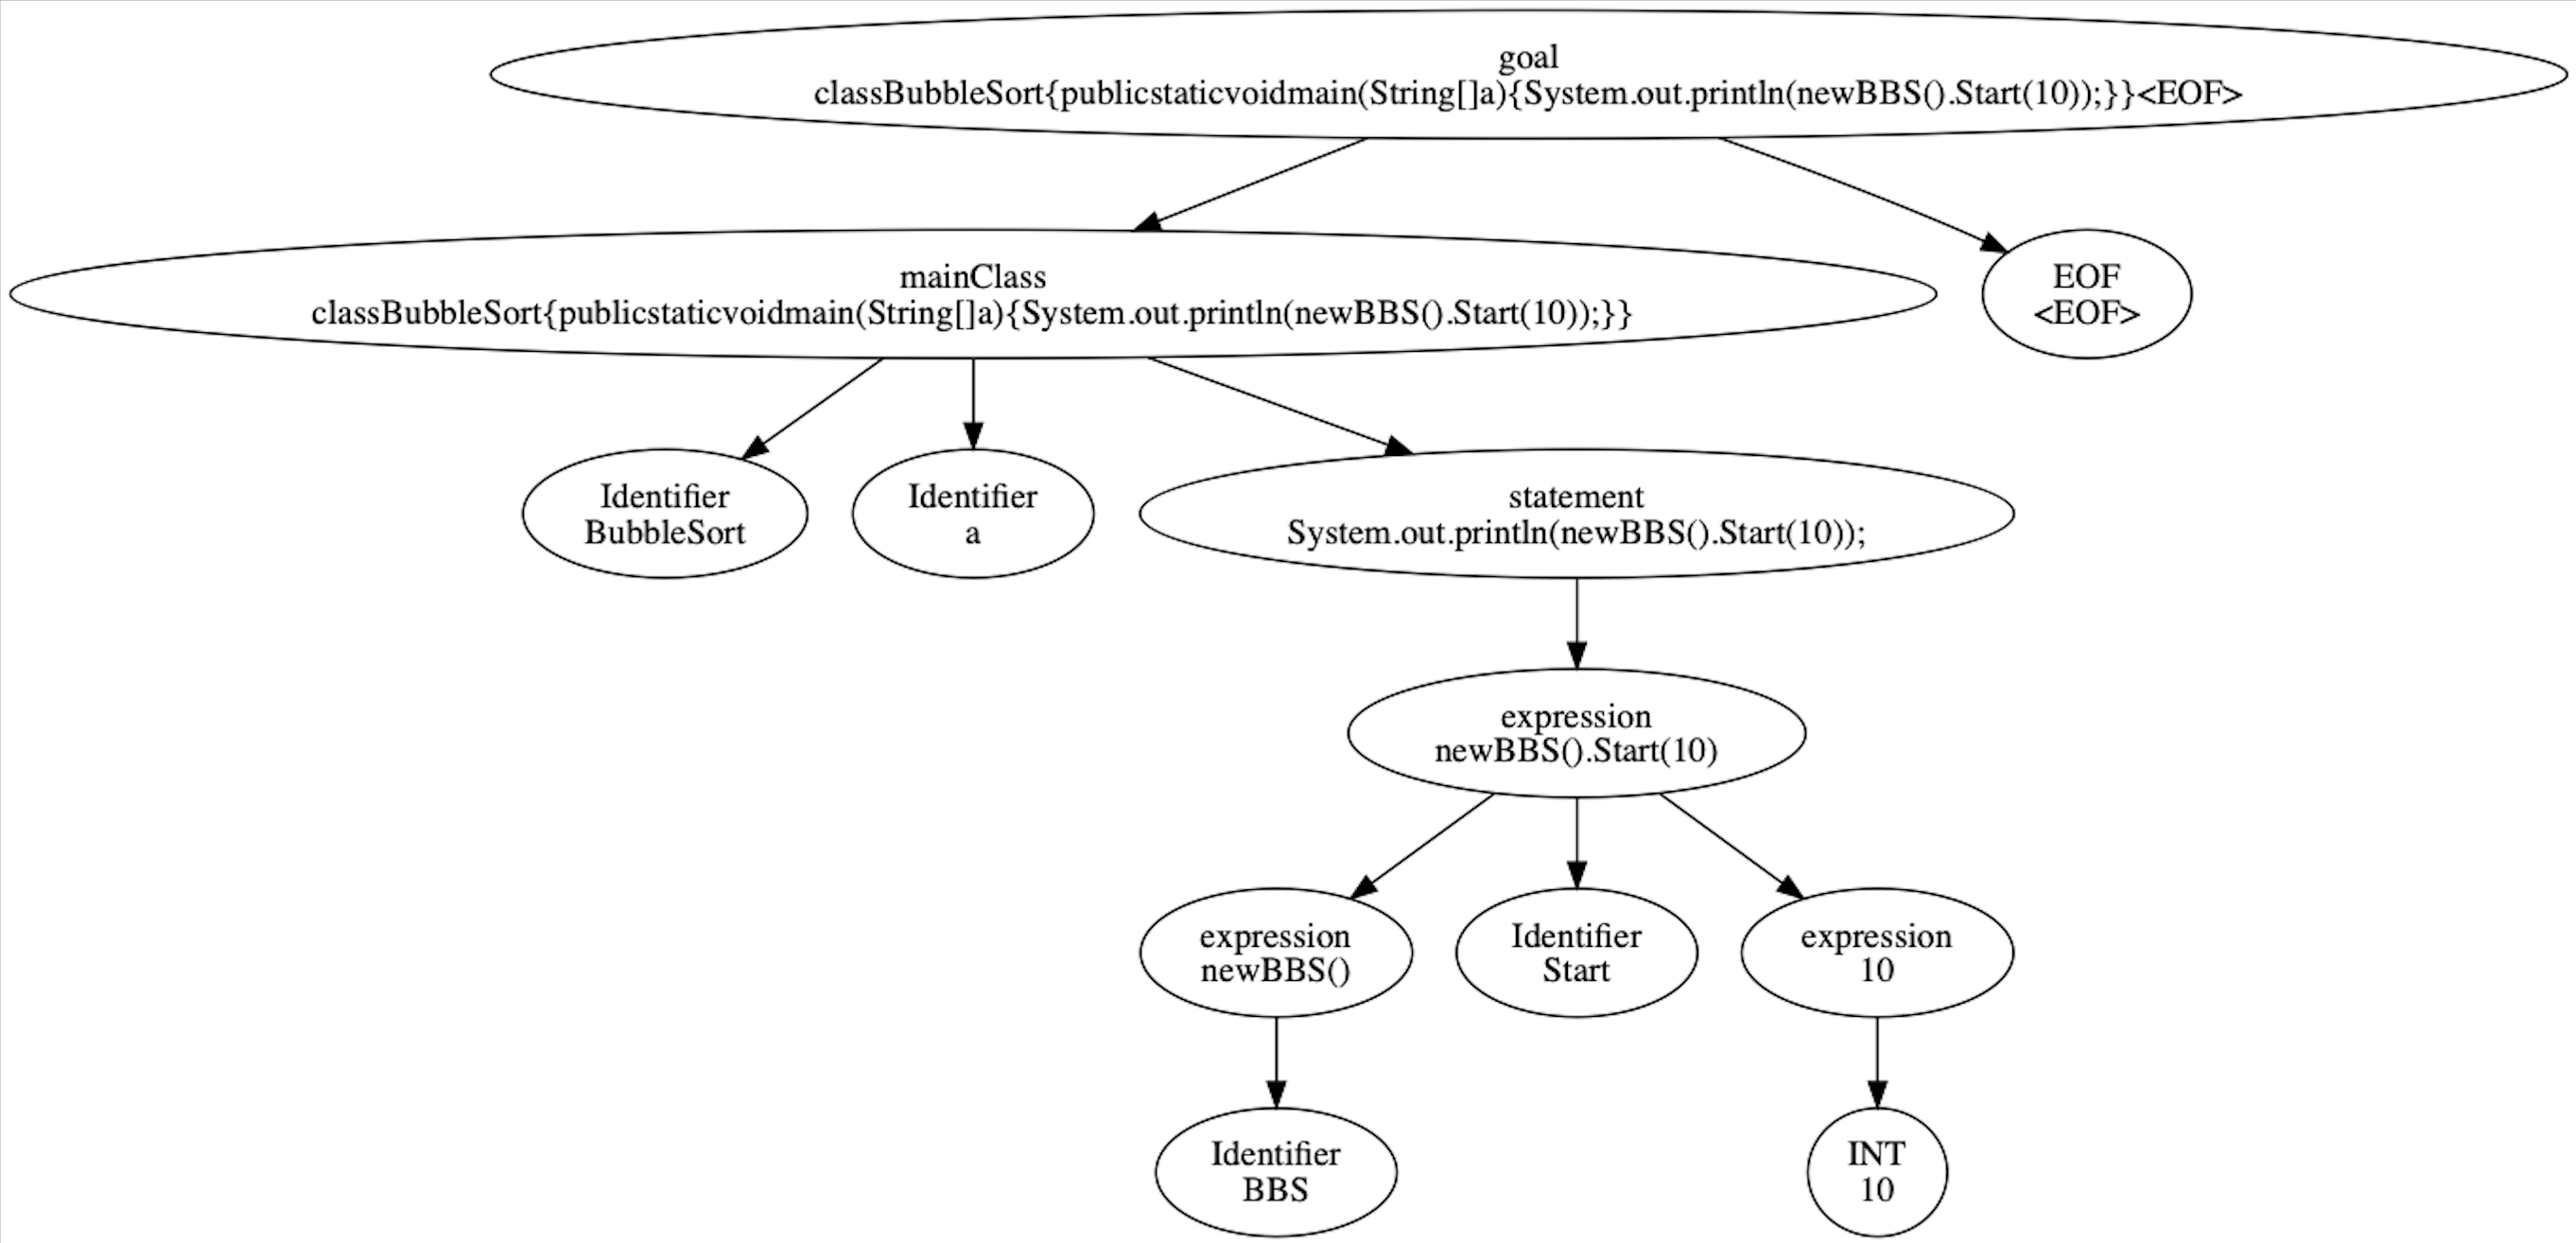 goal
classBubbleSort{publicstaticvoidmain(String[]a){System.out.println(newBBS().Start(10));}}<EOF>
mainClass
classBubbleSort{publicstaticvoidmain(String[]a){System.out.println(newBBS().Start(10));}}
EOF
<EOF>
Identifier
BubbleSort
Identifier
a
statement
System.out.println(newBBS().Start(10));
expression
newBBS().Start(10)
expression
newBBS()
Identifier
Start
expression
10
Identifier
BBS
INT
10